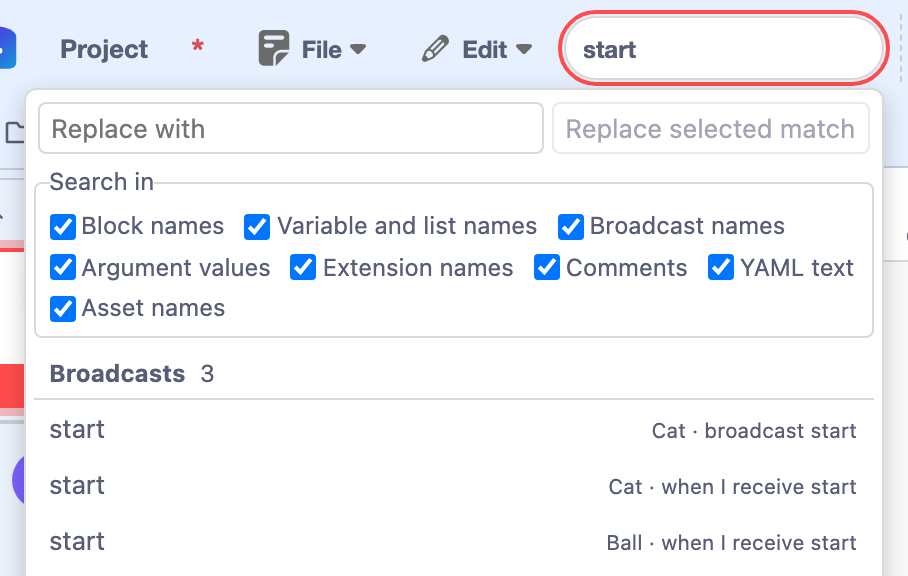 Project * File Edit start
Replace with Replace selected match
Search in
Block names Variable and list names Broadcast names
Argument values Extension names Comments YAML text
Asset names
Broadcasts 3
start Cat · broadcast start
start Cat · when I receive start
start Ball · when I receive start